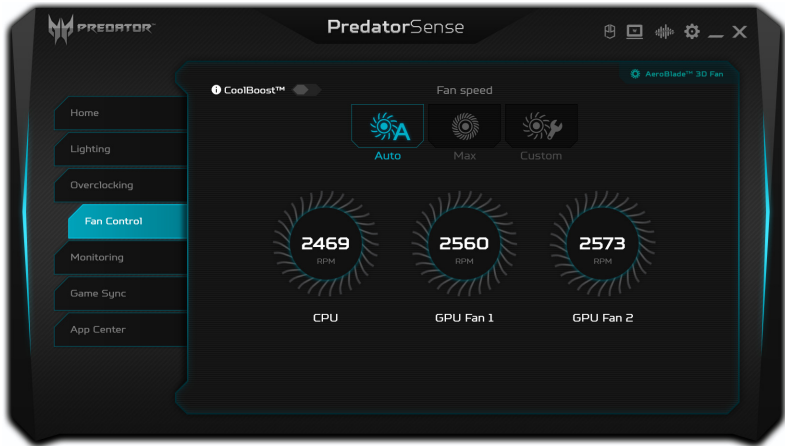 PREDATOR™
PredatorSense
AeroBlade™ 3D Fan
CoolBoost™
Fan speed
Home
Lighting
Overclocking
Fan Control
Monitoring
Game Sync
App Center
Auto
Max
Custom
2469
RPM
2560
RPM
2573
RPM
CPU
GPU Fan 1
GPU Fan 2